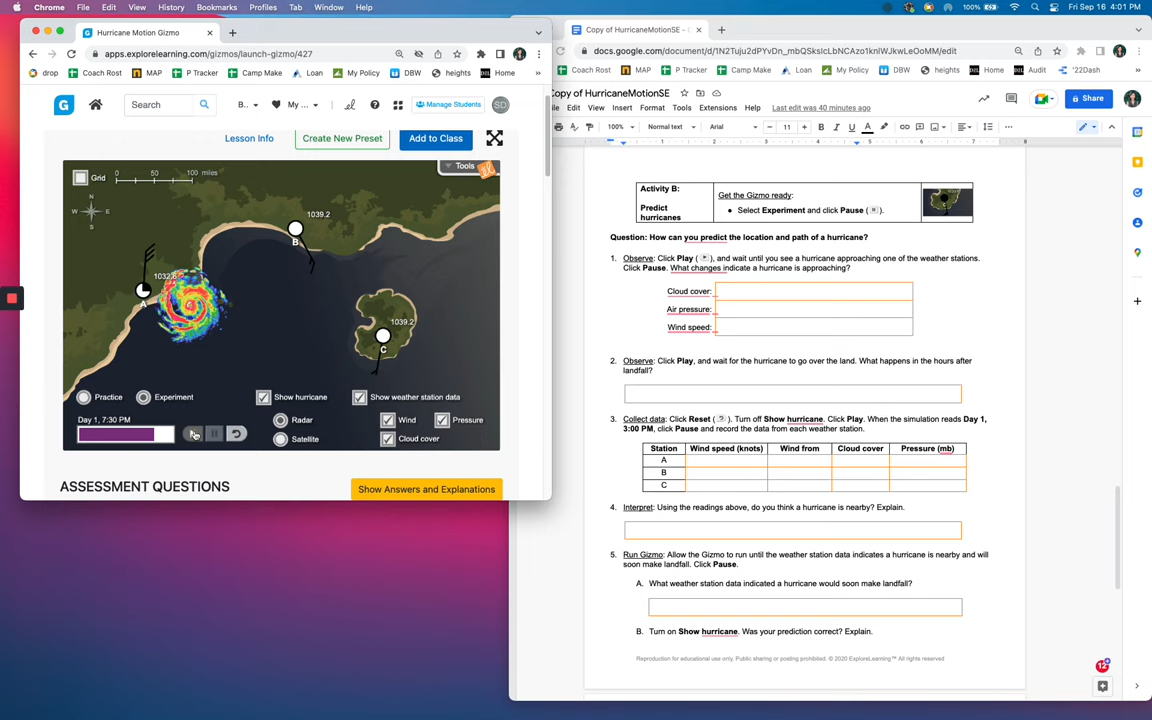 Chrome File Edit View History Bookmarks Profiles Tab Window Help
100% Fri Sep 16 4:01 PM
Hurricane Motion Gizmo
apps.explorelearning.com/gizmos/launch-gizmo/427
drop Coach Rost MAP P Tracker Camp Make Loan My Policy DBW heights Home
G Search B.. My ... Manage Students SD
Lesson Info Create New Preset Add to Class
Grid 0 50 100 miles
Tools
N W E S
1039.2
B
1032.6
A
1039.2
C
Practice Experiment Show hurricane Show weather station data
Day 1, 7:30 PM
Radar Wind Pressure
Satellite Cloud cover
ASSESSMENT QUESTIONS Show Answers and Explanations
Copy of HurricaneMotionSE -
Coach Rost MAP P Tracker Camp Make Loan My Policy DBW heights Home Audit '22Dash
Copy of HurricaneMotionSE
Edit View Insert Format Tools Extensions Help Last edit was 40 minutes ago
Share
100% Normal text Arial 11
1 2 3 4 5 6 7
Activity B:
Predict
hurricanes
Get the Gizmo ready:
• Select Experiment and click Pause ( ).
Question: How can you predict the location and path of a hurricane?
1. Observe: Click Play ( ), and wait until you see a hurricane approaching one of the weather stations.
Click Pause. What changes indicate a hurricane is approaching?
Cloud cover:
Air pressure:
Wind speed:
2. Observe: Click Play, and wait for the hurricane to go over the land. What happens in the hours after
landfall?
3. Collect data: Click Reset ( ). Turn off Show hurricane. Click Play. When the simulation reads Day 1,
3:00 PM, click Pause and record the data from each weather station.
Station Wind speed (knots) Wind from Cloud cover Pressure (mb)
A
B
C
4. Interpret: Using the readings above, do you think a hurricane is nearby? Explain.
5. Run Gizmo: Allow the Gizmo to run until the weather station data indicates a hurricane is nearby and will
soon make landfall. Click Pause.
A. What weather station data indicated a hurricane would soon make landfall?
B. Turn on Show hurricane. Was your prediction correct? Explain.
Reproduction for educational use only. Public sharing or posting prohibited. © 2020 ExploreLearning™ All rights reserved
12